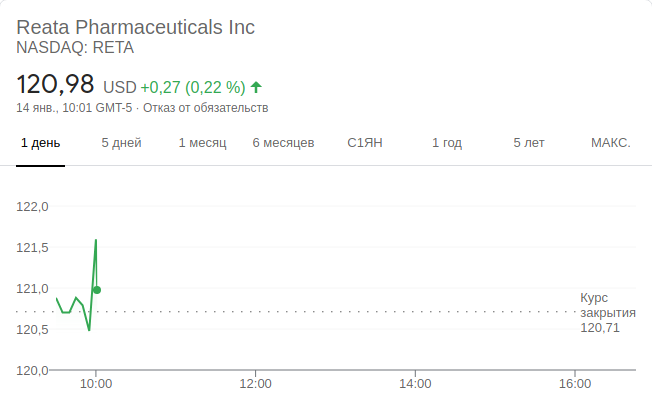 Reata Pharmaceuticals Inc
NASDAQ: RETA
120,98 USD +0,27 (0,22 %)
14 янв., 10:01 GMT-5 · Отказ от обязательств
1 день 5 дней 1 месяц 6 месяцев С1ЯН 1 год 5 лет МАКС.
122,0
121,5
121,0
Курс
закрытия
120,71
120,5
120,0
10:00 12:00 14:00 16:00